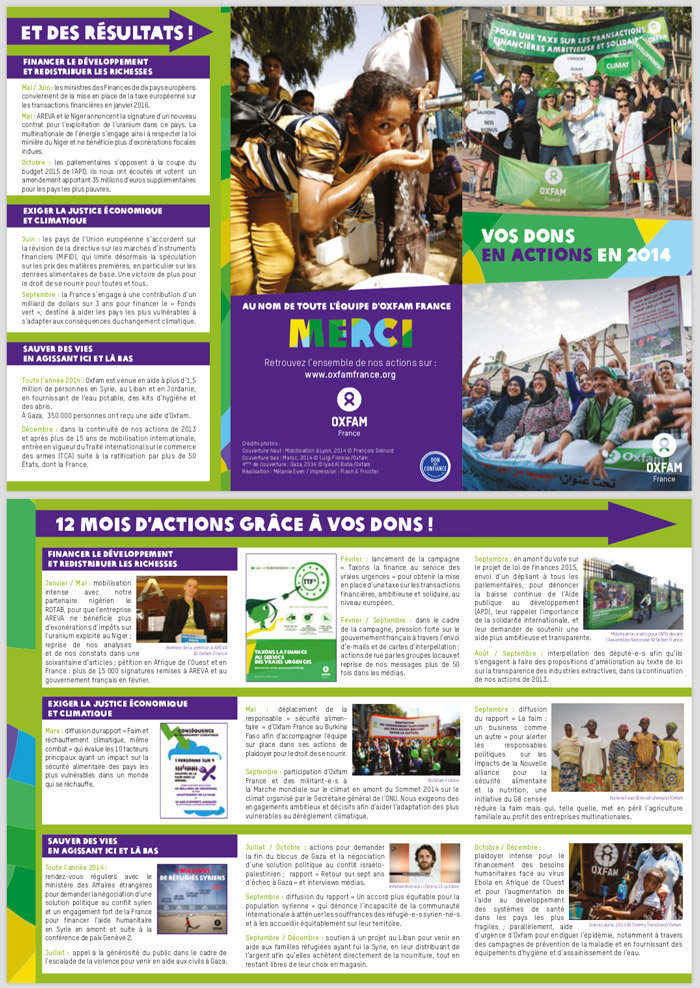 ET DES RÉSULTATS !
FINANCER LE DÉVELOPPEMENT
ET REDISTRIBUER LES RICHESSES
Mai / Juin : les ministres des Finances de dix pays européens
conviennent de la mise en place de la taxe européenne sur
les transactions financières en janvier 2016.
Mai : AREVA et le Niger annoncent la signature d'un nouveau
contrat pour l'exploitation de l'uranium dans ce pays. La
multinationale de l'énergie s'engage ainsi à respecter la loi
minière du Niger et ne bénéficie plus d'exonérations fiscales
indues.
Octobre : les parlementaires s'opposent à la coupe du
budget 2015 de l'APD, ils nous ont écoutés et votent un
amendement apportant 35 millions d'euros supplémentaires
pour les pays les plus pauvres.
EXIGER LA JUSTICE ÉCONOMIQUE
ET CLIMATIQUE
Juin : les pays de l'Union européenne s'accordent sur
la révision de la directive sur les marchés d'instruments
financiers (MiFID), qui limite désormais la spéculation
sur les prix des matières premières, en particulier sur les
denrées alimentaires de base. Une victoire de plus pour
le droit de se nourrir pour toutes et tous.
Septembre : la France s'engage à une contribution d'un
milliard de dollars sur 3 ans pour financer le « Fonds
vert », destiné à aider les pays les plus vulnérables à
s'adapter aux conséquences du changement climatique.
SAUVER DES VIES
EN AGISSANT ICI ET LÀ BAS
Toute l'année 2014 : Oxfam est venue en aide à plus d'1,5
million de personnes en Syrie, au Liban et en Jordanie,
en fournissant de l'eau potable, des kits d'hygiène et
des abris.
À Gaza, 350 000 personnes ont reçu une aide d'Oxfam.
Décembre : dans la continuité de nos actions de 2013
et après plus de 15 ans de mobilisation internationale,
entrée en vigueur du Traité international sur le commerce
des armes (TCA) suite à la ratification par plus de 50
États, dont la France.
AU NOM DE TOUTE L'ÉQUIPE D'OXFAM FRANCE
MERCI
Retrouvez l'ensemble de nos actions sur :
www.oxfamfrance.org
OXFAM
France
Crédits photos :
Couverture haut : Mobilisation à Lyon, 2014 © François Delnord
Couverture bas : Maroc, 2014 © Luigi Fiorese/Oxfam
4ème de couverture : Gaza, 2014 © Iyad Al Baba/Oxfam
Réalisation : Mélanie Even / Impression : Flash & Fricotel
DON
EN
CONFIANCE
POUR UNE TAXE SUR LES TRANSACTIONS
FINANCIÈRES AMBITIEUSE ET SOLIDAIRE
OXFAM
France
L'ARGENT
AVANT
CLIMAT
SAUVONS
NOS
BONUS
OXFAM
France
VOS DONS
EN ACTIONS EN 2014
OXFAM
OXFAM
France
12 MOIS D'ACTIONS GRÂCE À VOS DONS !
FINANCER LE DÉVELOPPEMENT
ET REDISTRIBUER LES RICHESSES
Janvier / Mai : mobilisation
intense avec notre
partenaire nigérien le
ROTAB, pour que l'entreprise
AREVA ne bénéficie plus
d'exonérations d'impôts sur
l'uranium exploité au Niger ;
reprise de nos analyses
et de nos constats dans une
soixantaine d'articles ; pétition en Afrique de l'Ouest et en
France : plus de 15 000 signatures remises à AREVA et au
gouvernement français en février.
Remise de la pétition à AREVA
© Oxfam France
TTF
TAXONS LA FINANCE
AU SERVICE
DES VRAIES URGENCES
Février : lancement de la campagne
« Taxons la finance au service des
vraies urgences » pour obtenir la mise
en place d'une taxe sur les transactions
financières, ambitieuse et solidaire, au
niveau européen.
Février / Septembre : dans le cadre
de la campagne, pression forte sur le
gouvernement français à travers l'envoi
d'e-mails et de cartes d'interpellation ;
actions de rue par les groupes locaux et
reprise de nos messages plus de 50
fois dans les médias.
Septembre : en amont du vote sur
le projet de loi de finances 2015,
envoi d'un dépliant à tous les
parlementaires, pour dénoncer
la baisse continue de l'Aide
publique au développement
(APD), leur rappeler l'importance
de la solidarité internationale, et
leur demander de soutenir une
aide plus ambitieuse et transparente.
Mobilisation à vélo pour l'APD devant
l'Assemblée Nationale © Oxfam France
Août / Septembre : interpellation des député-e-s afin qu'ils
s'engagent à faire des propositions d'amélioration au texte de loi
sur la transparence des industries extractives, dans la continuation
de nos actions de 2013.
EXIGER LA JUSTICE ÉCONOMIQUE
ET CLIMATIQUE
Mars : diffusion du rapport « Faim et
réchauffement climatique, même
combat » qui évalue les 10 facteurs
principaux ayant un impact sur la
sécurité alimentaire des pays les
plus vulnérables dans un monde
qui se réchauffe.
Mai : déplacement de la
responsable « sécurité alimen-
taire » d'Oxfam France au Burkina
Faso afin d'accompagner l'équipe
sur place dans ses actions de
plaidoyer pour le droit de se nourrir.
© Oxfam France
Septembre : participation d'Oxfam
France et des militant-e-s à
la Marche mondiale sur le climat en amont du Sommet 2014 sur le
climat organisé par le Secrétaire général de l'ONU. Nous exigeons des
engagements ambitieux et décisifs afin d'aider l'adaptation des plus
vulnérables au dérèglement climatique.
Septembre : diffusion
du rapport « La faim :
un business comme
un autre » pour alerter
les responsables
politiques sur les
impacts de la Nouvelle
alliance pour la
sécurité alimentaire
et la nutrition, une
initiative du G8 censée
réduire la faim mais qui, telle quelle, met en péril l'agriculture
familiale au profit des entreprises multinationales.
SAUVER DES VIES
EN AGISSANT ICI ET LÀ BAS
Toute l'année 2014 :
rendez-vous réguliers avec le
ministère des Affaires étrangères
pour demander la négociation d'une
solution politique au conflit syrien
et un engagement fort de la France
pour financer l'aide humanitaire
en Syrie en amont et suite à la
conférence de paix Genève 2.
DE RÉFUGIÉS SYRIENS
Juillet : appel à la générosité du public dans le cadre de
l'escalade de la violence pour venir en aide aux civils à Gaza.
Juillet / Octobre : actions pour demander
la fin du blocus de Gaza et la négociation
d'une solution politique au conflit israélo-
palestinien ; rapport « Retour sur sept ans
d'échec à Gaza » et interviews médias.
Septembre : diffusion du rapport « Un accord plus équitable pour la
population syrienne » qui dénonce l'incapacité de la communauté
internationale à atténuer les souffrances des réfugié-e-s syrien-ne-s
et à les accueillir équitablement sur leur territoire.
Septembre / Décembre : soutien à un projet au Liban pour venir en
aide aux familles réfugiées ayant fui la Syrie, en leur distribuant de
l'argent afin qu'elles achètent directement de la nourriture, tout en
restant libres de leur choix en magasin.
Octobre / Décembre :
plaidoyer intense pour le
financement des besoins
humanitaires face au virus
Ebola en Afrique de l'Ouest
et pour l'augmentation de
l'aide au développement
des systèmes de santé
dans les pays les plus
fragiles ; parallèlement, aide
d'urgence d'Oxfam pour endiguer l'épidémie, notamment à travers
des campagnes de prévention de la maladie et en fournissant des
équipements d'hygiène et d'assainissement de l'eau.
OXFAM
Sierra Leone, 2014 © Tommy Trenchard/Oxfam